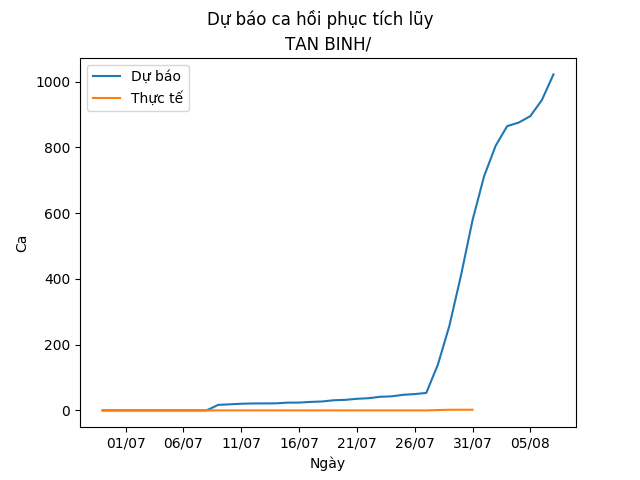 Dự báo ca hồi phục tích lũy
TAN BINH/
Dự báo
Thực tế
1000
800
600
400
200
0
Ca
01/07 06/07 11/07 16/07 21/07 26/07 31/07 05/08
Ngày